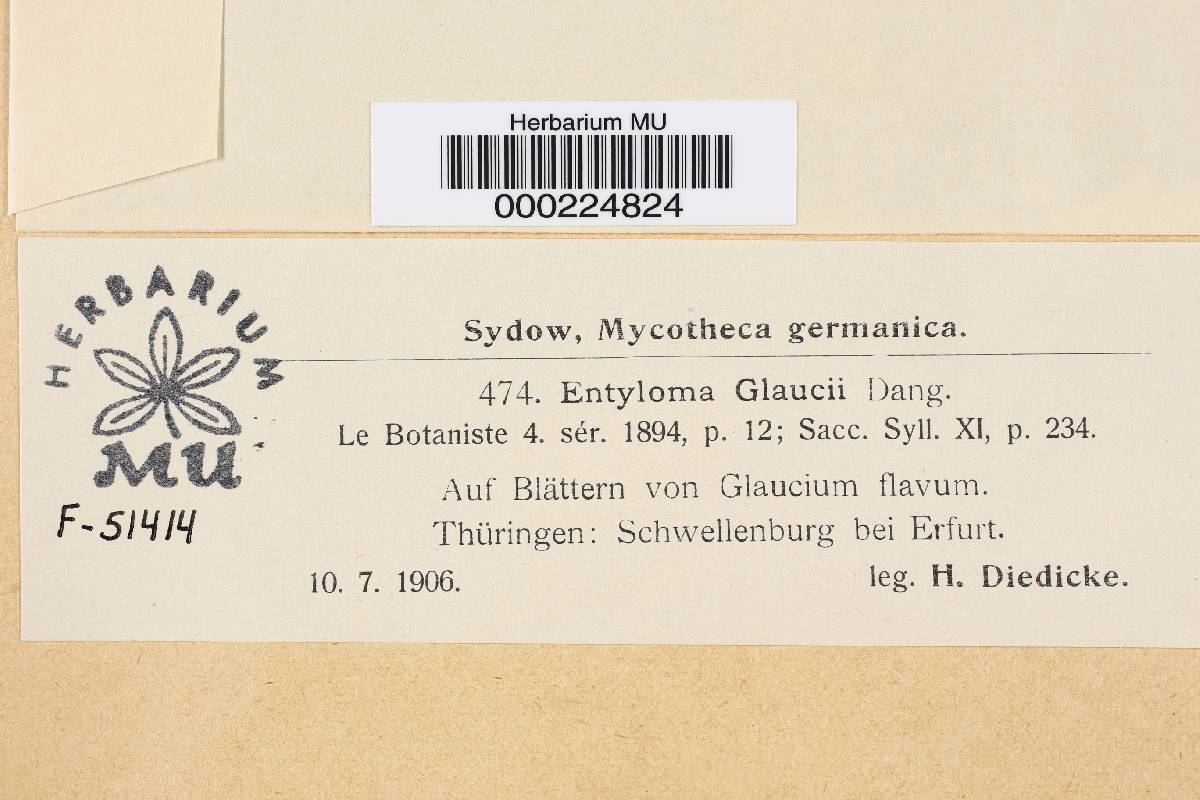 Herbarium MU
000224824
HERBARIUM
MU
F-51414
Sydow, Mycotheca germanica.
474. Entyloma Glaucii Dang.
Le Botaniste 4. sér. 1894, p. 12; Sacc. Syll. XI, p. 234.
Auf Blättern von Glaucium flavum.
Thüringen: Schwellenburg bei Erfurt.
10. 7. 1906. leg. H. Diedicke.